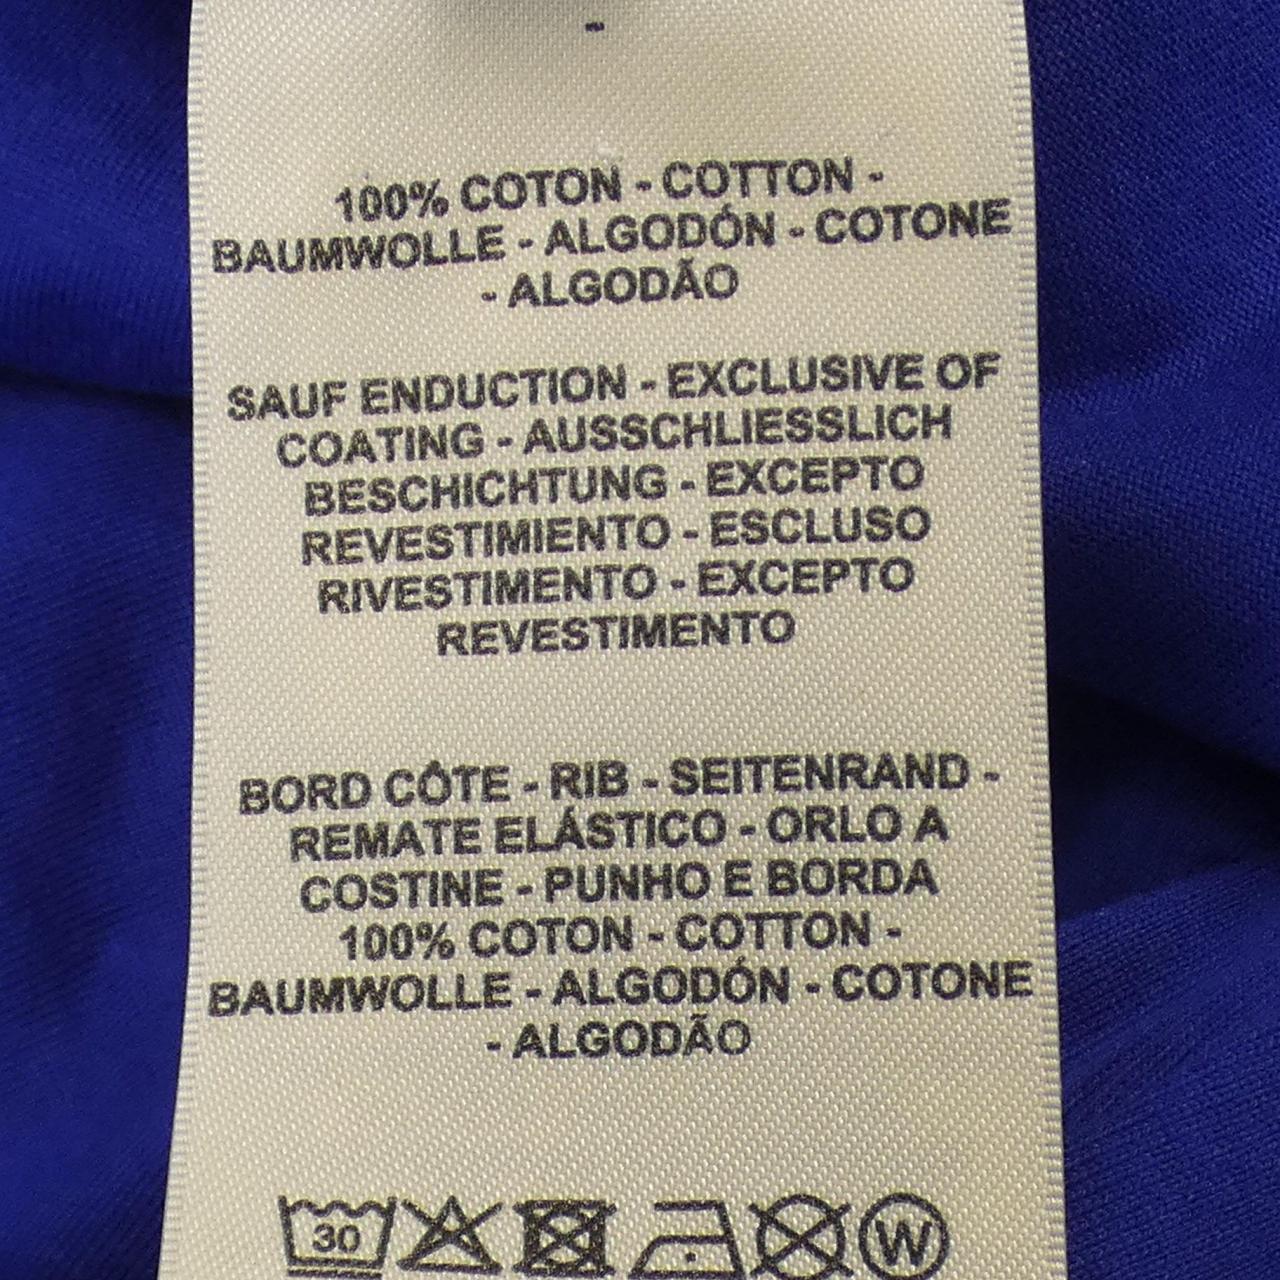 100% COTON - COTTON -
BAUMWOLLE - ALGODÓN - COTONE
- ALGODÃO
SAUF ENDUCTION - EXCLUSIVE OF
COATING - AUSSCHLIESSLICH
BESCHICHTUNG - EXCEPTO
REVESTIMIENTO - ESCLUSO
RIVESTIMENTO - EXCEPTO
REVESTIMENTO
BORD CÔTE - RIB - SEITENRAND -
REMATE ELÁSTICO - ORLO A
COSTINE - PUNHO E BORDA
100% COTON - COTTON -
BAUMWOLLE - ALGODÓN - COTONE
- ALGODÃO
30 W